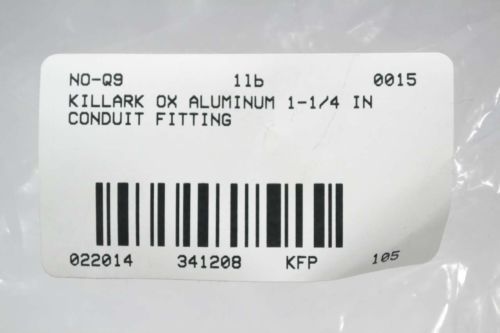 NO-Q9 1lb 0015
KILLARK OX ALUMINUM 1-1/4 IN
CONDUIT FITTING
022014 341208 KFP 105